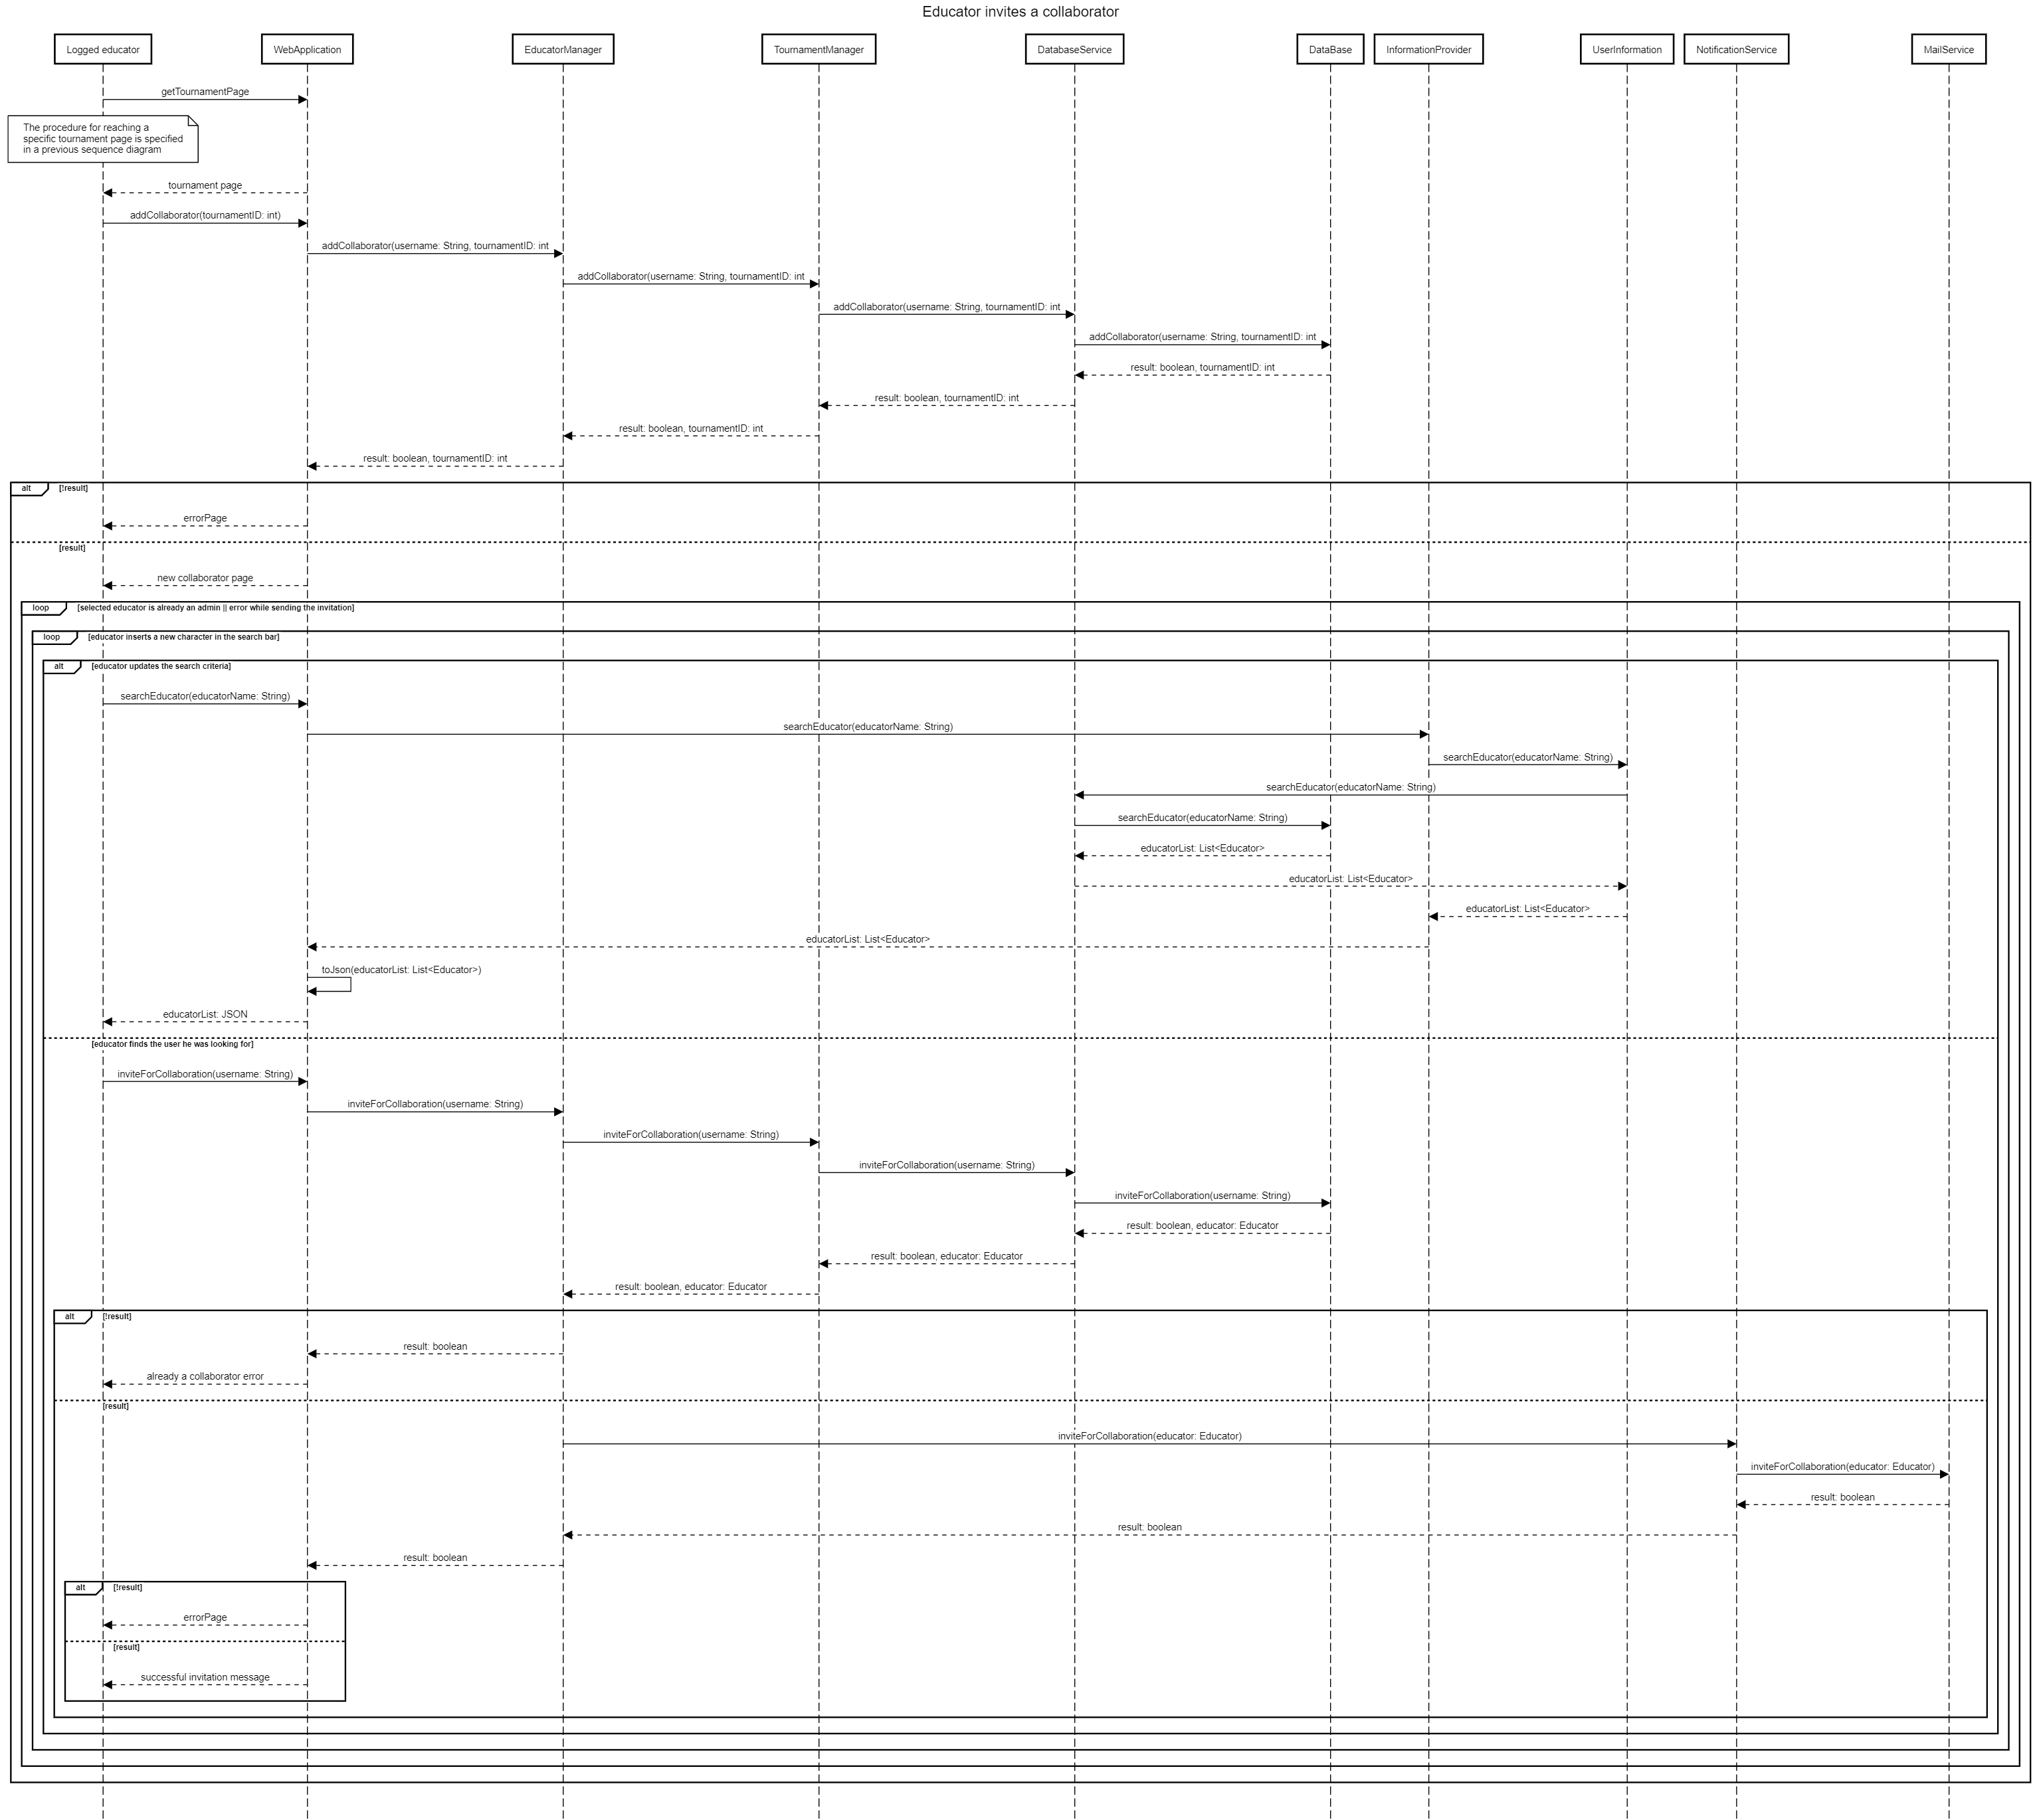 Educator invites a collaborator
Logged educator
WebApplication
EducatorManager
TournamentManager
DatabaseService
DataBase
InformationProvider
UserInformation
NotificationService
MailService
getTournamentPage
The procedure for reaching a
specific tournament page is specified
in a previous sequence diagram
tournament page
addCollaborator(tournamentID: int)
addCollaborator(username: String, tournamentID: int
addCollaborator(username: String, tournamentID: int
addCollaborator(username: String, tournamentID: int
addCollaborator(username: String, tournamentID: int
result: boolean, tournamentID: int
result: boolean, tournamentID: int
result: boolean, tournamentID: int
result: boolean, tournamentID: int
alt
[!result]
errorPage
[result]
new collaborator page
loop
[selected educator is already an admin || error while sending the invitation]
loop
[educator inserts a new character in the search bar]
alt
[educator updates the search criteria]
searchEducator(educatorName: String)
searchEducator(educatorName: String)
searchEducator(educatorName: String)
searchEducator(educatorName: String)
searchEducator(educatorName: String)
educatorList: List<Educator>
educatorList: List<Educator>
educatorList: List<Educator>
educatorList: List<Educator>
toJson(educatorList: List<Educator>)
educatorList: JSON
[educator finds the user he was looking for]
inviteForCollaboration(username: String)
inviteForCollaboration(username: String)
inviteForCollaboration(username: String)
inviteForCollaboration(username: String)
inviteForCollaboration(username: String)
result: boolean, educator: Educator
result: boolean, educator: Educator
result: boolean, educator: Educator
alt
[!result]
result: boolean
already a collaborator error
[result]
inviteForCollaboration(educator: Educator)
inviteForCollaboration(educator: Educator)
result: boolean
result: boolean
result: boolean
alt
[!result]
errorPage
[result]
successful invitation message